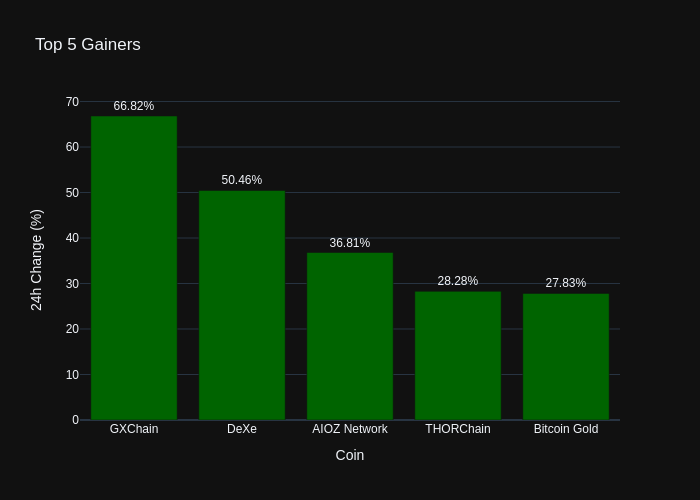 Top 5 Gainers
24h Change (%)
70
60
50
40
30
20
10
0
66.82%
50.46%
36.81%
28.28%
27.83%
GXChain
DeXe
AIOZ Network
THORChain
Bitcoin Gold
Coin